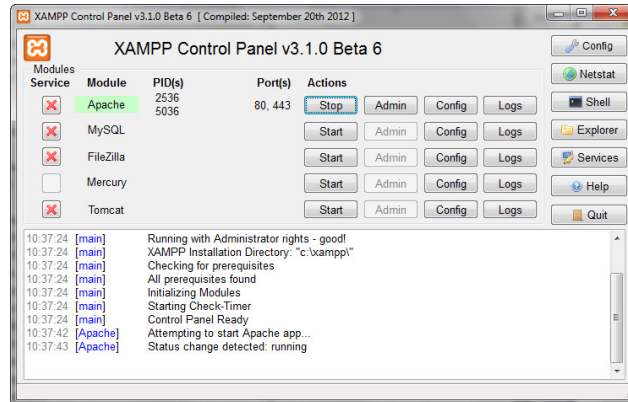 XAMPP Control Panel v3.1.0 Beta 6 [ Compiled: September 20th 2012 ]
XAMPP Control Panel v3.1.0 Beta 6
Config
Modules
Service Module PID(s) Port(s) Actions
Netstat
Apache 2536 5036 80, 443 Stop Admin Config Logs
Shell
MySQL Start Admin Config Logs
Explorer
FileZilla Start Admin Config Logs
Services
Mercury Start Admin Config Logs
Help
Tomcat Start Admin Config Logs
Quit
10:37:24 [main] Running with Administrator rights - good!
10:37:24 [main] XAMPP Installation Directory: "c:\xampp\"
10:37:24 [main] Checking for prerequisites
10:37:24 [main] All prerequisites found
10:37:24 [main] Initializing Modules
10:37:24 [main] Starting Check-Timer
10:37:24 [main] Control Panel Ready
10:37:42 [Apache] Attempting to start Apache app...
10:37:43 [Apache] Status change detected: running